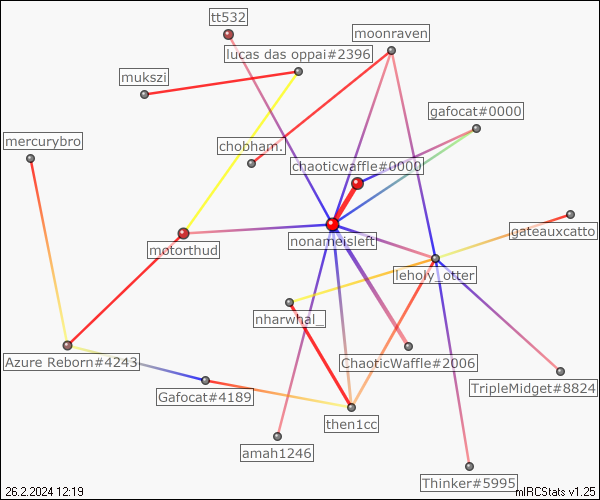 tt532
moonraven
lucas das oppai#2396
mukszi
gafocat#0000
mercurybro
chobham.
chaoticwaffle#0000
gateauxcatto
nonameisleft
motorthud
leholy_otter
nharwhal_
Azure Reborn#4243
ChaoticWaffle#2006
TripleMidget#8824
Gafocat#4189
then1cc
amah1246
Thinker#5995
26.2.2024 12:19
mIRCStats v1.25